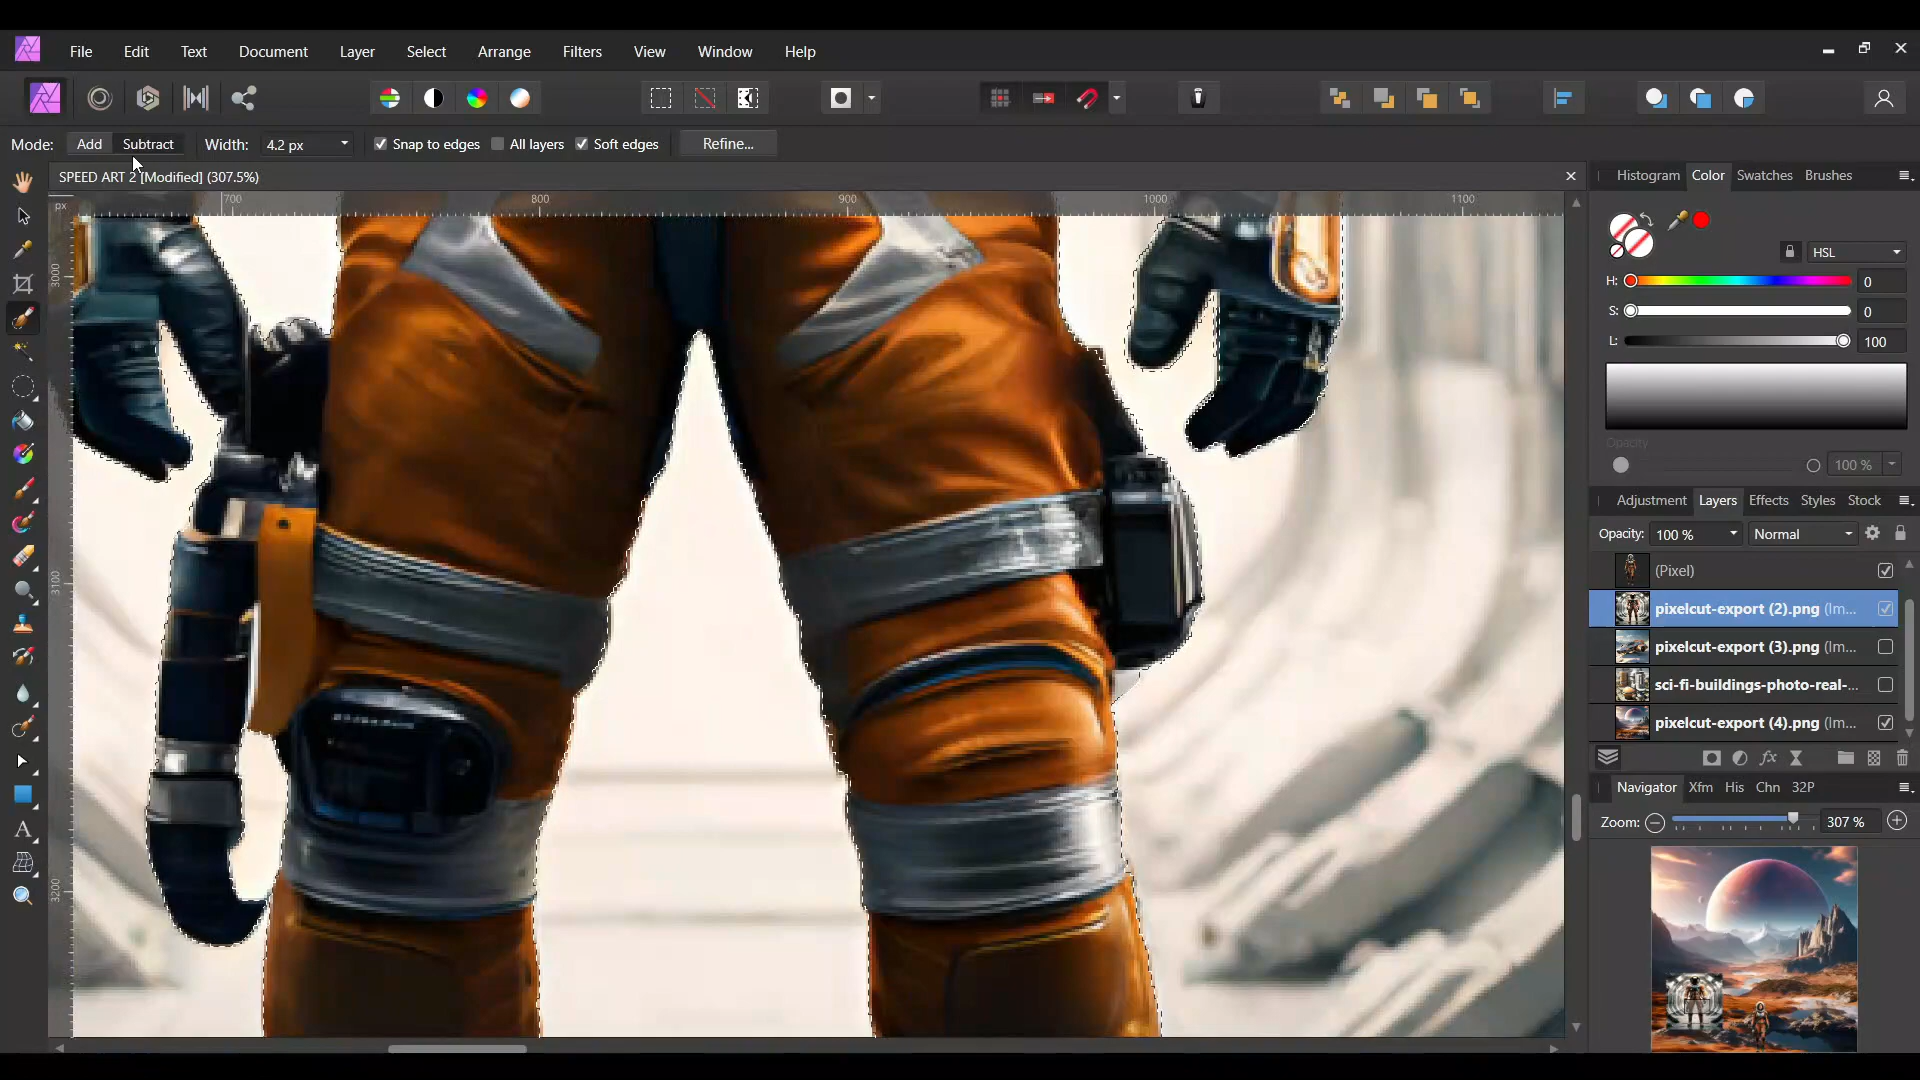 File Edit Text Document Layer Select Arrange Filters View Window Help
Mode: Add Subtract Width: 4.2 px Snap to edges All layers Soft edges Refine...
SPEED ART 2 [Modified] (307.5%)
Histogram Color Swatches Brushes
px 700 800 900 1000 1100
3000
3100
3200
HSL
H: 0
S: 0
L: 100
Opacity
100 %
Adjustment Layers Effects Styles Stock
Opacity: 100 % Normal
(Pixel)
pixelcut-export (2).png (Im...
pixelcut-export (3).png (Im...
sci-fi-buildings-photo-real-...
pixelcut-export (4).png (Im...
Navigator Xfm His Chn 32P
Zoom: 307 %